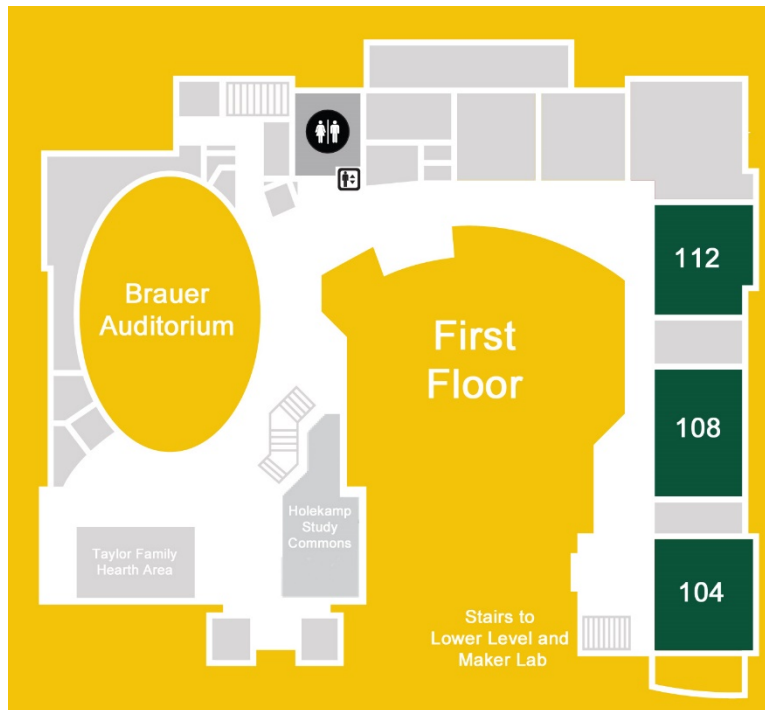 112
Brauer
Auditorium
First
Floor
108
Holekamp
Study
Commons
Taylor Family
Hearth Area
104
Stairs to
Lower Level and
Maker Lab